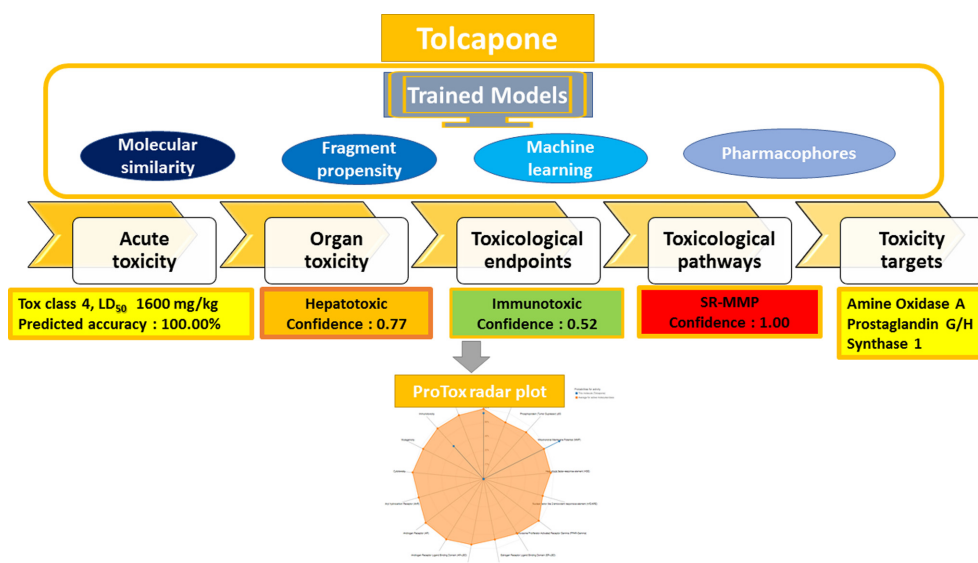 Tolcapone
Trained Models
Molecular
similarity
Fragment
propensity
Machine
learning
Pharmacophores
Acute
toxicity
Organ
toxicity
Toxicological
endpoints
Toxicological
pathways
Toxicity
targets
Tox class 4, LD₅₀ 1600 mg/kg
Predicted accuracy : 100.00%
Hepatotoxic
Confidence : 0.77
Immunotoxic
Confidence : 0.52
SR-MMP
Confidence : 1.00
Amine Oxidase A
Prostaglandin G/H
Synthase 1
ProTox radar plot